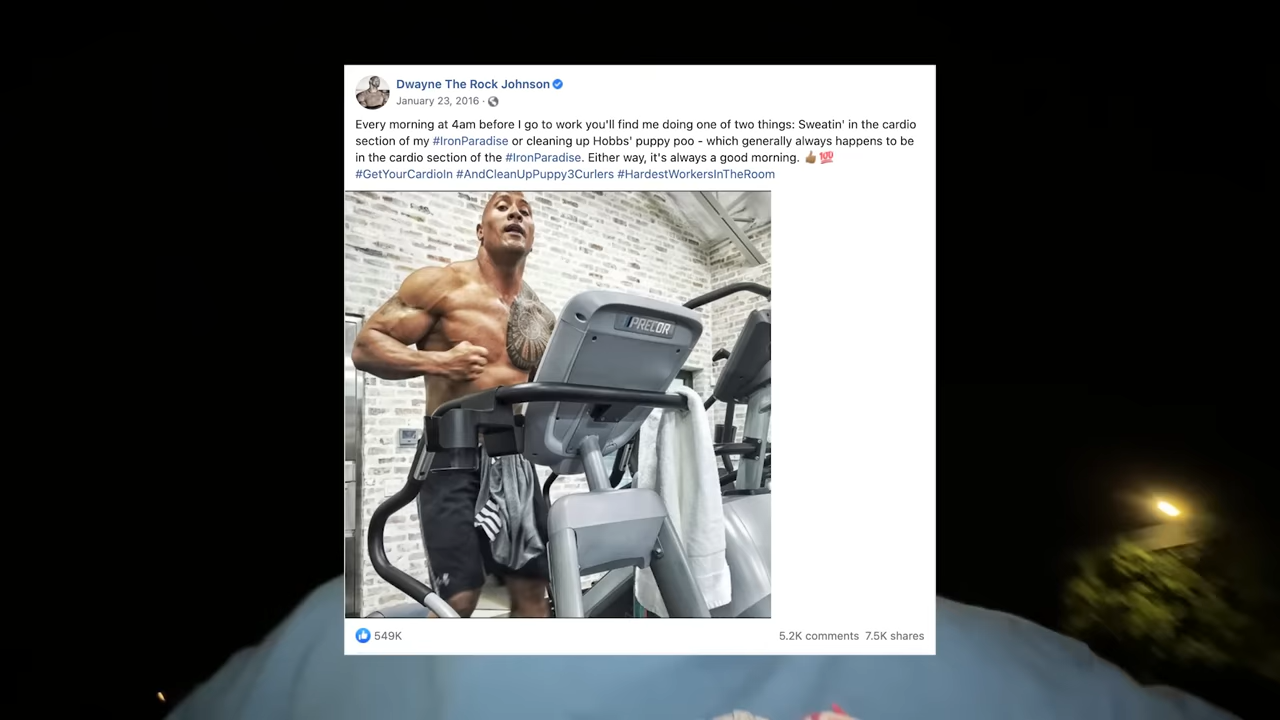 Dwayne The Rock Johnson
January 23, 2016 ·
Every morning at 4am before I go to work you'll find me doing one of two things: Sweatin' in the cardio
section of my #IronParadise or cleaning up Hobbs' puppy poo - which generally always happens to be
in the cardio section of the #IronParadise. Either way, it's always a good morning. 👍🏽💯
#GetYourCardioIn #AndCleanUpPuppy3Curlers #HardestWorkersInTheRoom
PRECOR
549K
5.2K comments 7.5K shares